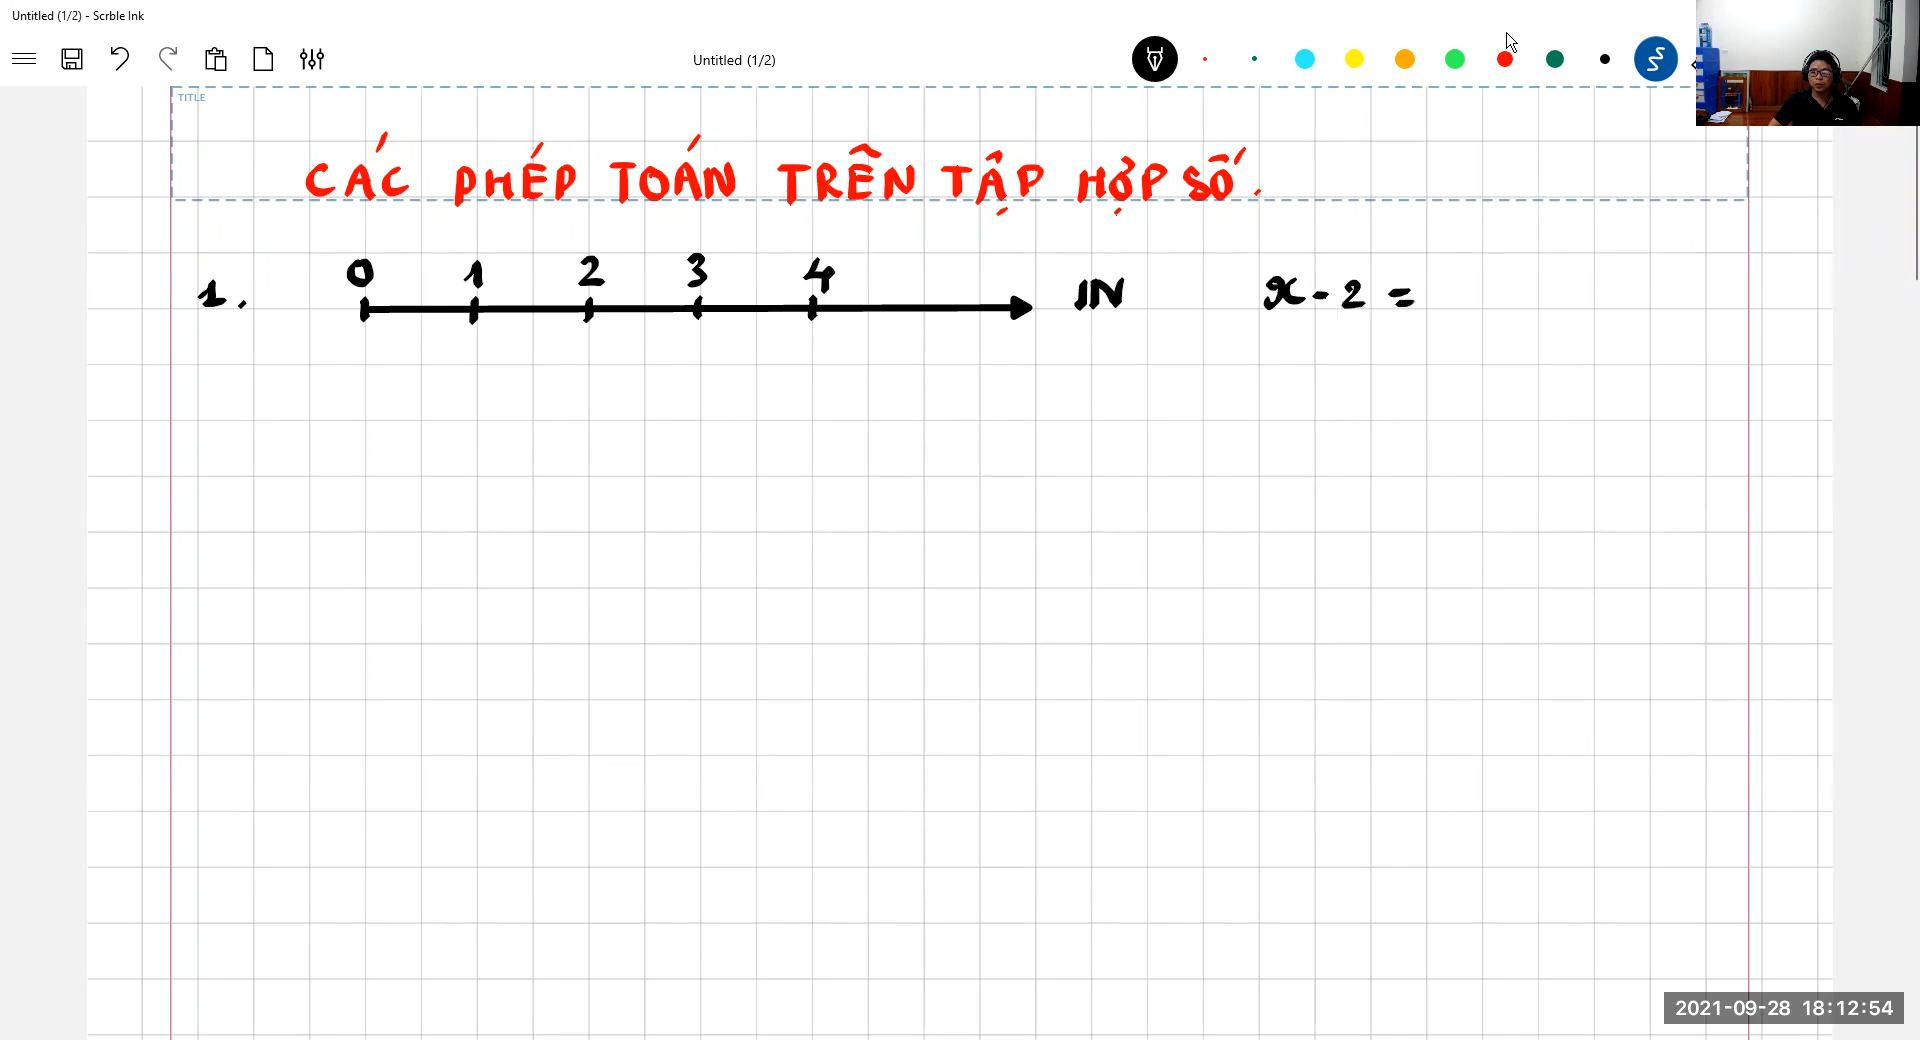 Untitled (1/2) - Scrble Ink
Untitled (1/2)
TITLE
CÁC PHÉP TOÁN TRÊN TẬP HỢP SỐ.
0 1 2 3 4
1. IN x - 2 =
2021-09-28 18:12:54